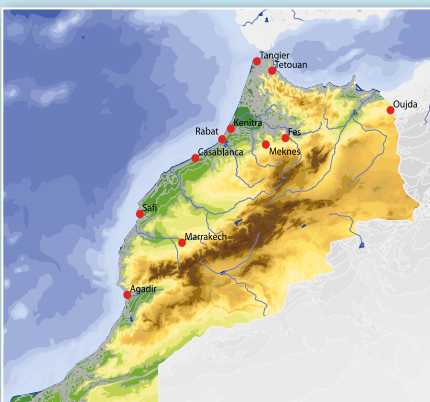 Tangier
Tetouan
Oujda
Kenitra
Rabat
Fes
Meknes
Casablanca
Safi
Marrakech
Agadir